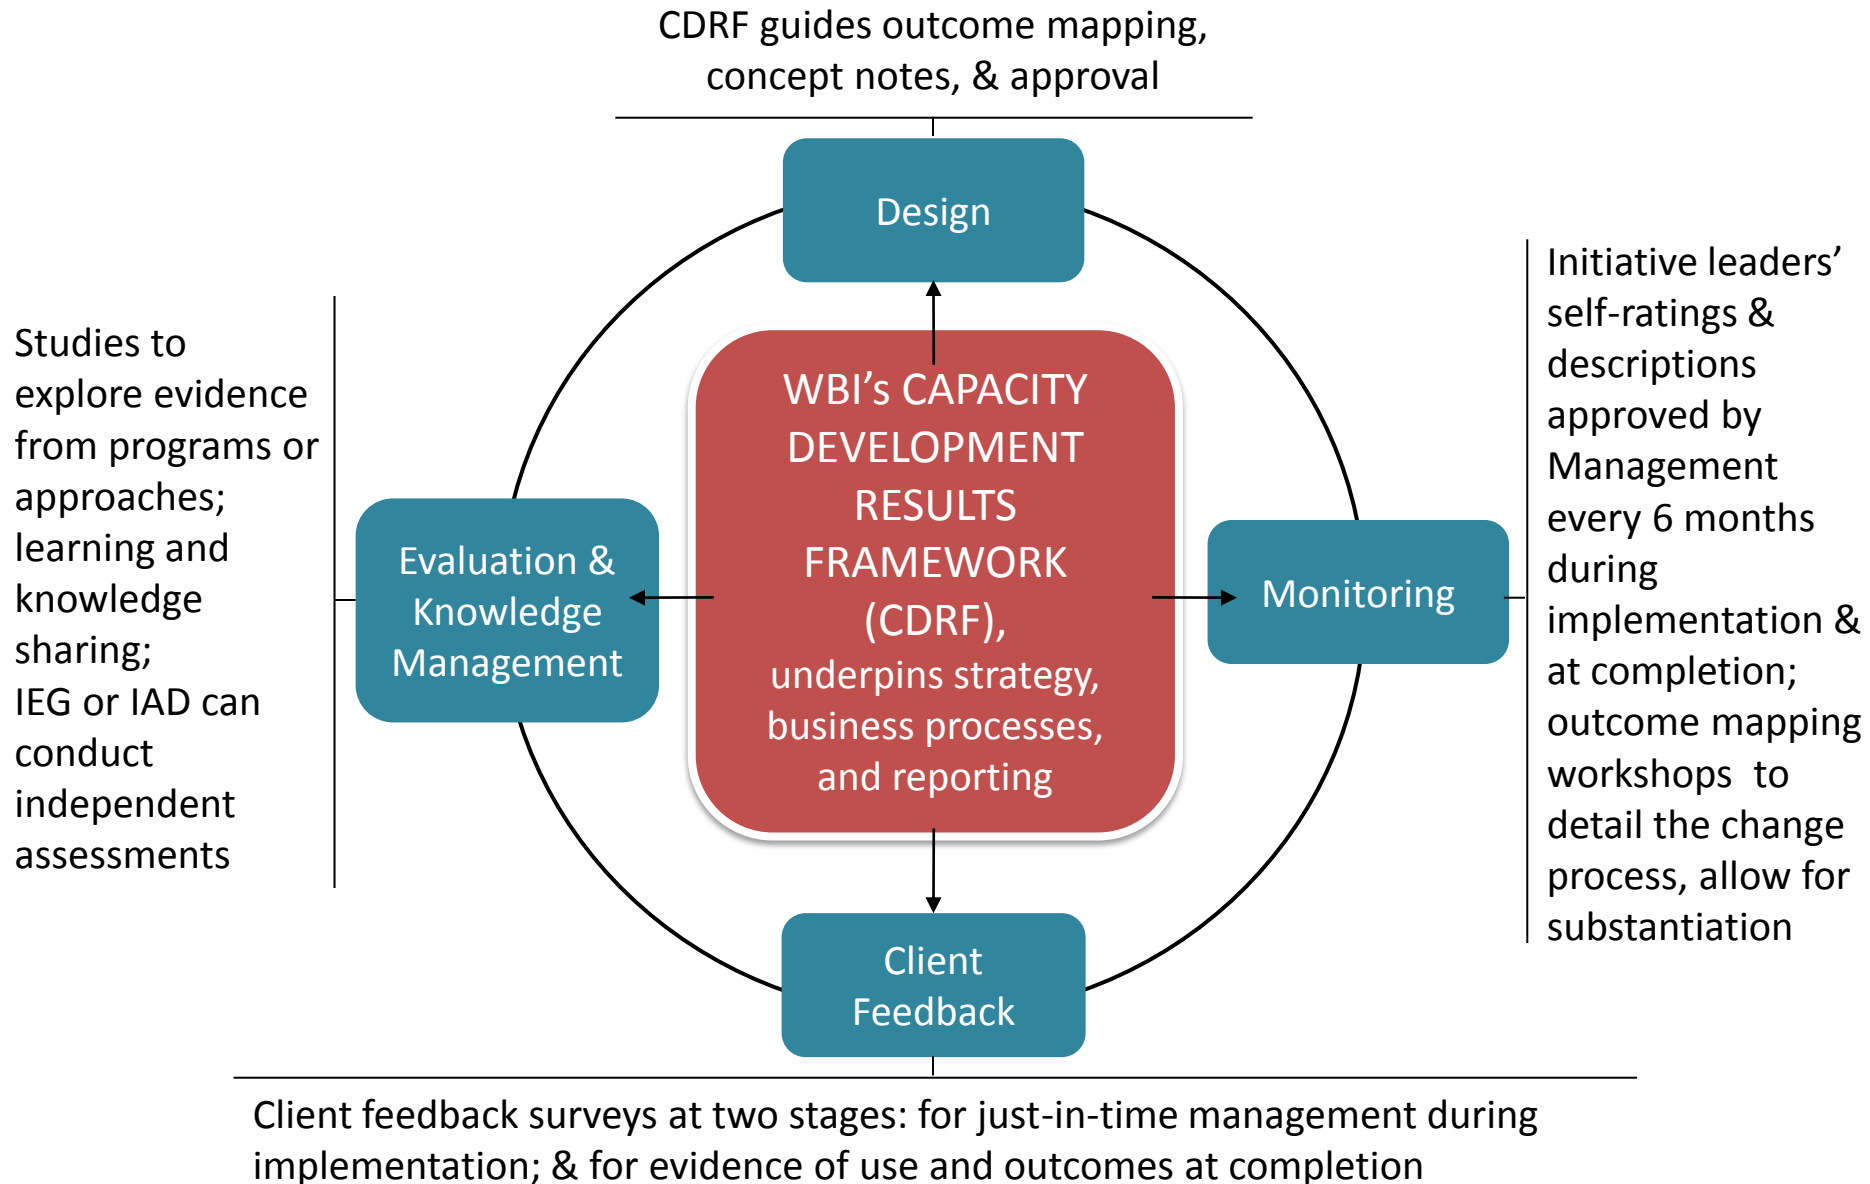 CDRF guides outcome mapping,
concept notes, & approval
Design
Studies to
explore evidence
from programs or
approaches;
learning and
knowledge
sharing;
IEG or IAD can
conduct
independent
assessments
Evaluation &
Knowledge
Management
WBI’s CAPACITY
DEVELOPMENT
RESULTS
FRAMEWORK
(CDRF),
underpins strategy,
business processes,
and reporting
Monitoring
Initiative leaders’
self-ratings &
descriptions
approved by
Management
every 6 months
during
implementation &
at completion;
outcome mapping
workshops  to
detail the change
process, allow for
substantiation
Client
Feedback
Client feedback surveys at two stages: for just-in-time management during
implementation; & for evidence of use and outcomes at completion